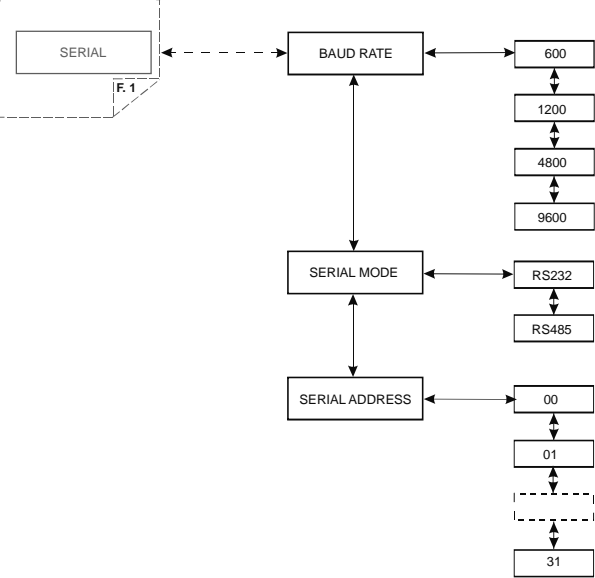 SERIAL
F. 1
BAUD RATE
600
1200
4800
9600
SERIAL MODE
RS232
RS485
SERIAL ADDRESS
00
01
31